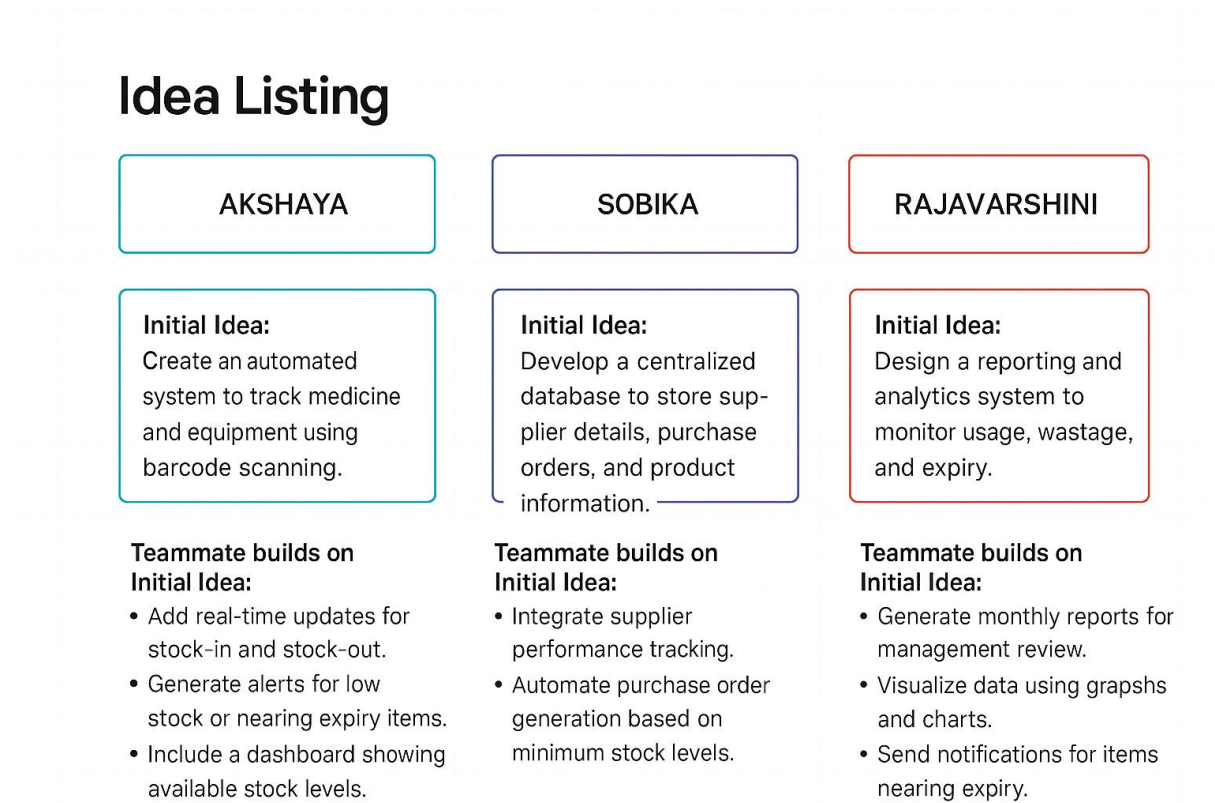 Idea Listing
AKSHAYA
SOBIKA
RAJAVARSHINI
Initial Idea:
Create an automated
system to track medicine
and equipment using
barcode scanning.
Initial Idea:
Develop a centralized
database to store sup-
plier details, purchase
orders, and product
information.
Initial Idea:
Design a reporting and
analytics system to
monitor usage, wastage,
and expiry.
Teammate builds on
Initial Idea:
• Add real-time updates for
stock-in and stock-out.
• Generate alerts for low
stock or nearing expiry items.
• Include a dashboard showing
available stock levels.
Teammate builds on
Initial Idea:
• Integrate supplier
performance tracking.
• Automate purchase order
generation based on
minimum stock levels.
Teammate builds on
Initial Idea:
• Generate monthly reports for
management review.
• Visualize data using grapshs
and charts.
• Send notifications for items
nearing expiry.